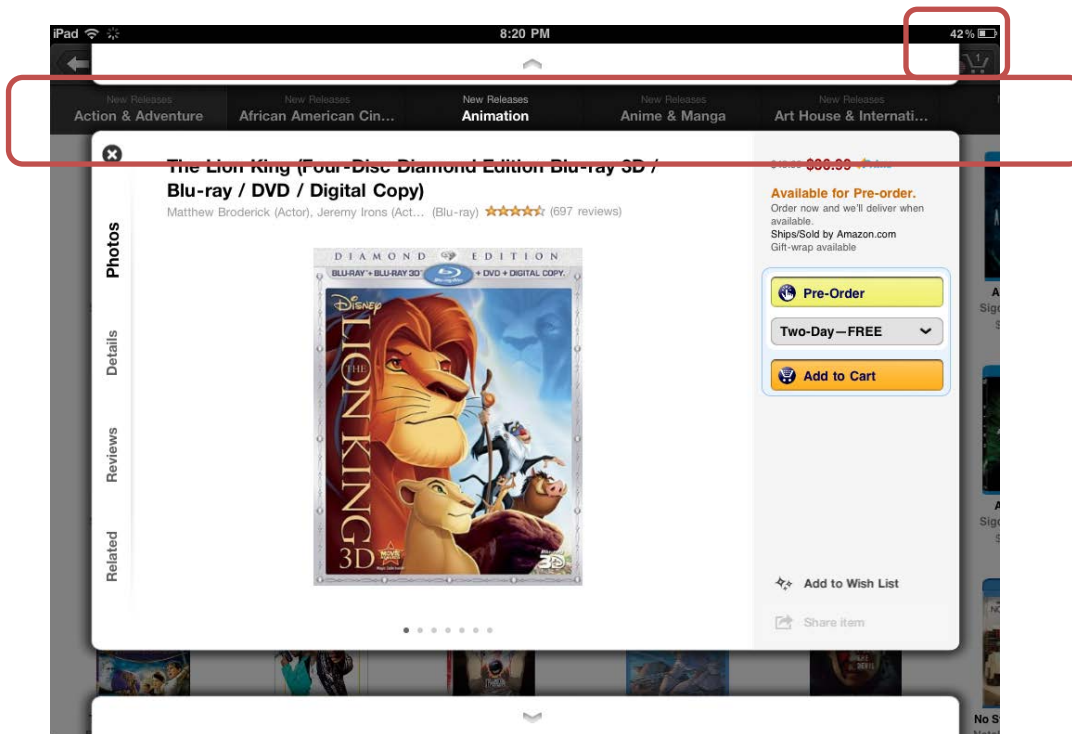 iPad
8:20 PM
42%
1
New Releases
Action & Adventure
New Releases
African American Cin...
New Releases
Animation
New Releases
Anime & Manga
New Releases
Art House & Internati...
The Lion King (Four-Disc Diamond Edition Blu-ray 3D /
Blu-ray / DVD / Digital Copy)
Matthew Broderick (Actor), Jeremy Irons (Act... (Blu-ray) (697 reviews)
Photos
Details
Reviews
Related
DIAMOND EDITION
BLU-RAY + BLU-RAY 3D + DVD + DIGITAL COPY
Disney
THE
LION KING
3D
Available for Pre-order.
Order now and we'll deliver when
available.
Ships/Sold by Amazon.com
Gift-wrap available
Pre-Order
Two-Day—FREE
Add to Cart
Add to Wish List
Share item
No S